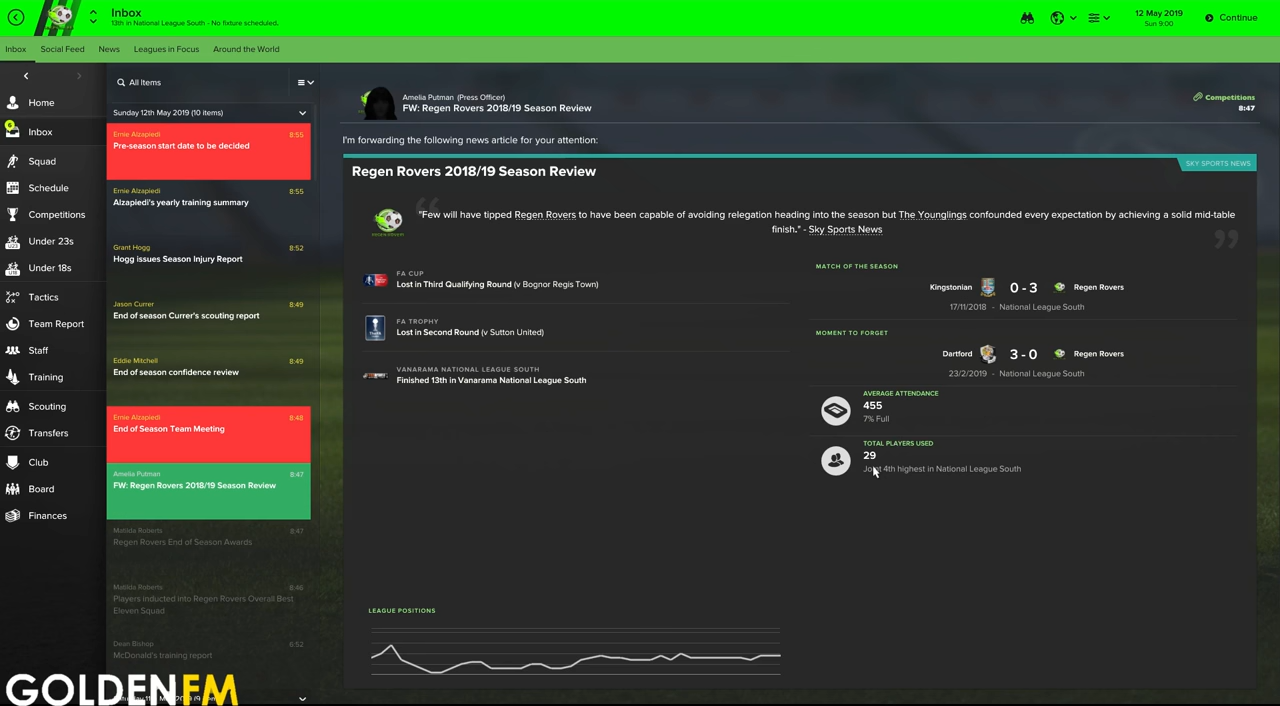 Inbox
13th in National League South - No fixture scheduled.
12 May 2019
Sun 9:00
Continue
Inbox
Social Feed
News
Leagues in Focus
Around the World
Home
6
Inbox
Squad
Schedule
Competitions
Under 23s
Under 18s
Tactics
Team Report
Staff
Training
Scouting
Transfers
Club
Board
Finances
All Items
Sunday 12th May 2019 (10 items)
Ernie Alzapiedi 8:55
Pre-season start date to be decided
Ernie Alzapiedi 8:55
Alzapiedi's yearly training summary
Grant Hogg 8:52
Hogg issues Season Injury Report
Jason Currer 8:49
End of season Currer's scouting report
Eddie Mitchell 8:49
End of season confidence review
Ernie Alzapiedi 8:48
End of Season Team Meeting
Amelia Putman 8:47
FW: Regen Rovers 2018/19 Season Review
Matilda Roberts 8:47
Regen Rovers End of Season Awards
Matilda Roberts 8:46
Players inducted into Regen Rovers Overall Best
Eleven Squad
Dean Bishop 8:52
McDonald's training report
GOLDENFM
Amelia Putman (Press Officer)
FW: Regen Rovers 2018/19 Season Review
Competitions
8:47
I'm forwarding the following news article for your attention:
SKY SPORTS NEWS
Regen Rovers 2018/19 Season Review
"Few will have tipped Regen Rovers to have been capable of avoiding relegation heading into the season but The Younglings confounded every expectation by achieving a solid mid-table
finish." - Sky Sports News
FA CUP
Lost in Third Qualifying Round (v Bognor Regis Town)
FA TROPHY
Lost in Second Round (v Sutton United)
VANARAMA NATIONAL LEAGUE SOUTH
Finished 13th in Vanarama National League South
MATCH OF THE SEASON
Kingstonian 0 - 3 Regen Rovers
17/11/2018 - National League South
MOMENT TO FORGET
Dartford 3 - 0 Regen Rovers
23/2/2019 - National League South
AVERAGE ATTENDANCE
455
7% Full
TOTAL PLAYERS USED
29
Joint 4th highest in National League South
LEAGUE POSITIONS